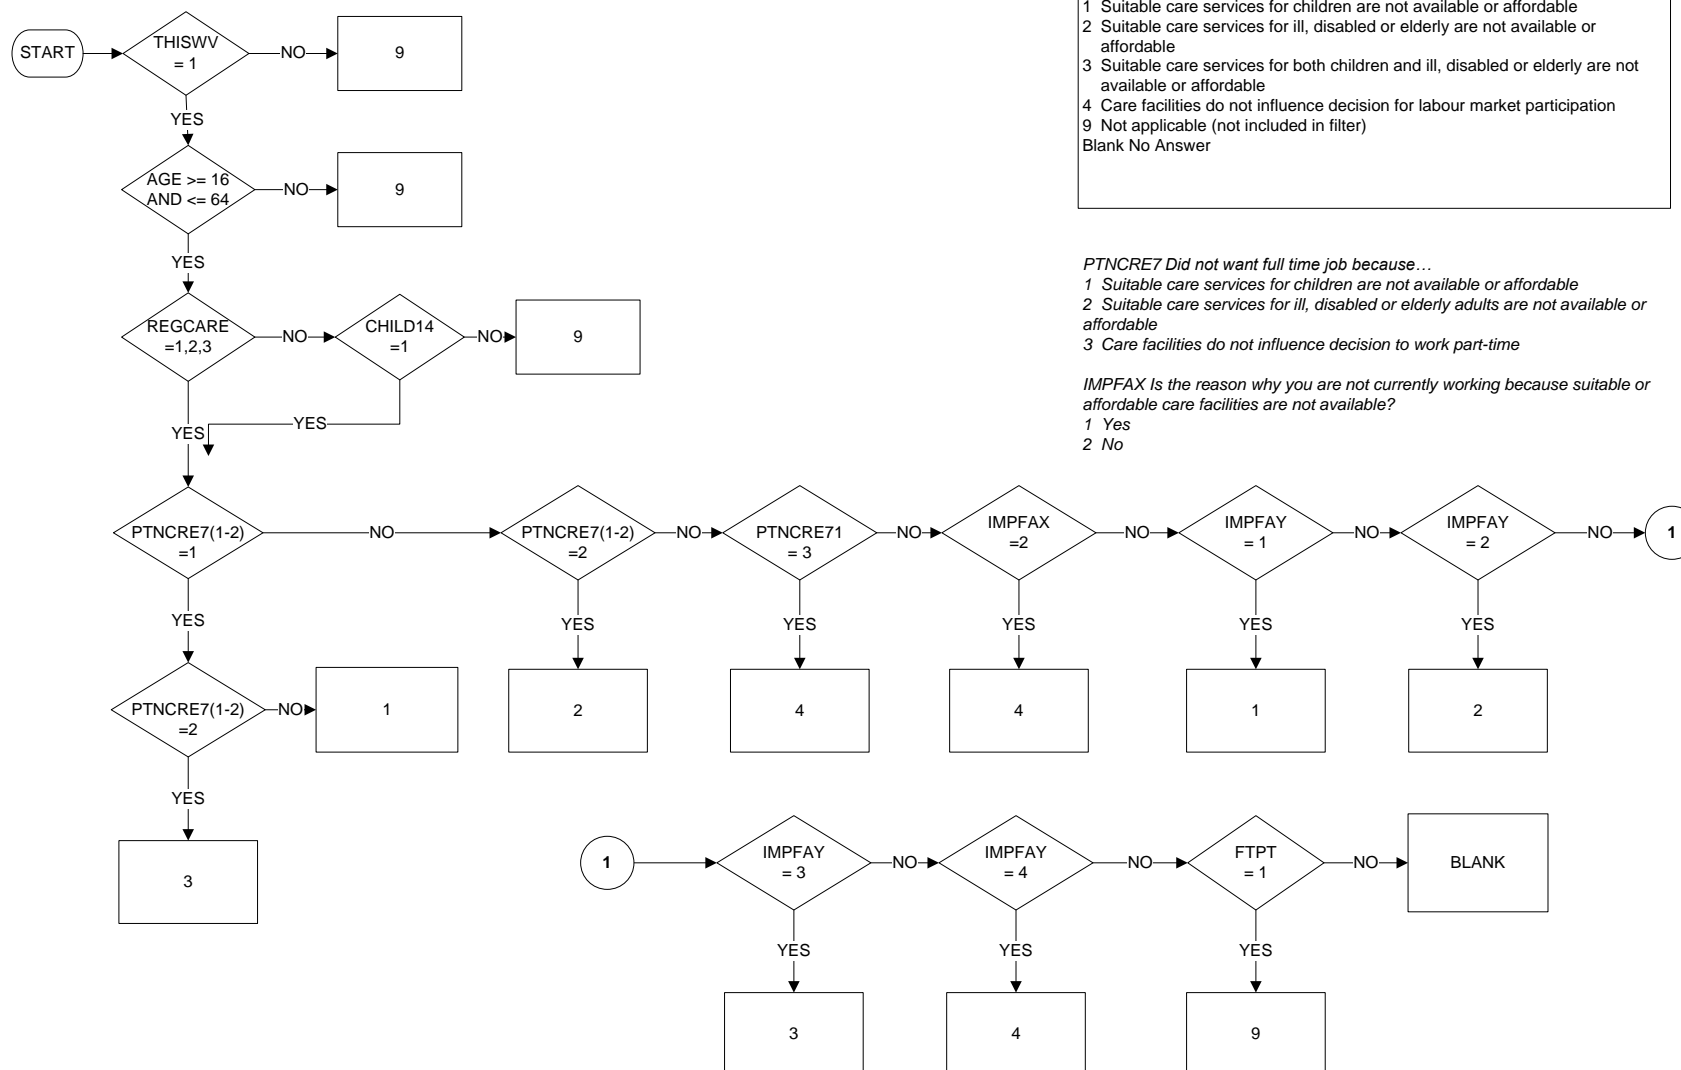 1 Suitable care services for children are not available or affordable
2 Suitable care services for ill, disabled or elderly are not available or
affordable
3 Suitable care services for both children and ill, disabled or elderly are not
available or affordable
4 Care facilities do not influence decision for labour market participation
9 Not applicable (not included in filter)
Blank No Answer
START
THISWV
= 1
NO
9
YES
AGE >= 16
AND <= 64
NO
9
YES
PTNCRE7 Did not want full time job because…
1 Suitable care services for children are not available or affordable
2 Suitable care services for ill, disabled or elderly adults are not available or
affordable
3 Care facilities do not influence decision to work part-time
IMPFAX Is the reason why you are not currently working because suitable or
affordable care facilities are not available?
1 Yes
2 No
REGCARE
=1,2,3
NO
CHILD14
=1
NO
9
YES
YES
PTNCRE7(1-2)
=1
NO
PTNCRE7(1-2)
=2
NO
PTNCRE71
= 3
NO
IMPFAX
=2
NO
IMPFAY
= 1
NO
IMPFAY
= 2
NO
1
YES
YES
YES
YES
YES
YES
PTNCRE7(1-2)
=2
NO
1
2
4
4
1
2
YES
3
1
IMPFAY
= 3
NO
IMPFAY
= 4
NO
FTPT
= 1
NO
BLANK
YES
YES
YES
3
4
9